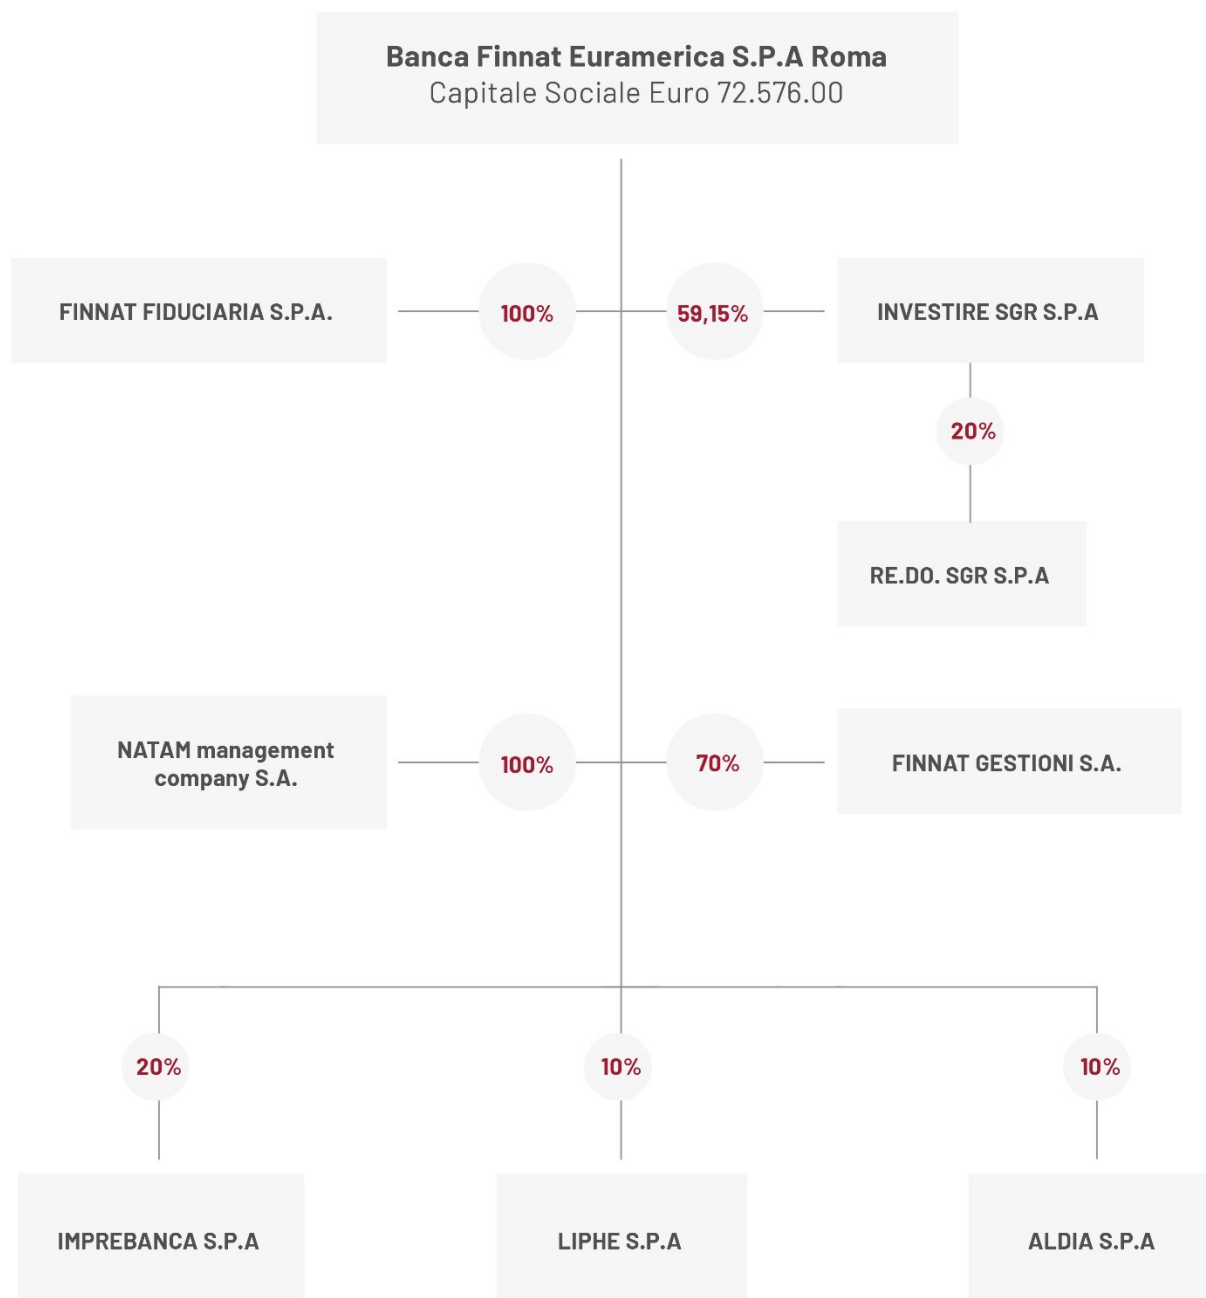 Banca Finnat Euramerica S.P.A Roma
Capitale Sociale Euro 72.576.00
FINNAT FIDUCIARIA S.P.A.
100%
59,15%
INVESTIRE SGR S.P.A
20%
RE.DO. SGR S.P.A
NATAM management
company S.A.
100%
70%
FINNAT GESTIONI S.A.
20%
10%
10%
IMPREBANCA S.P.A
LIPHE S.P.A
ALDIA S.P.A